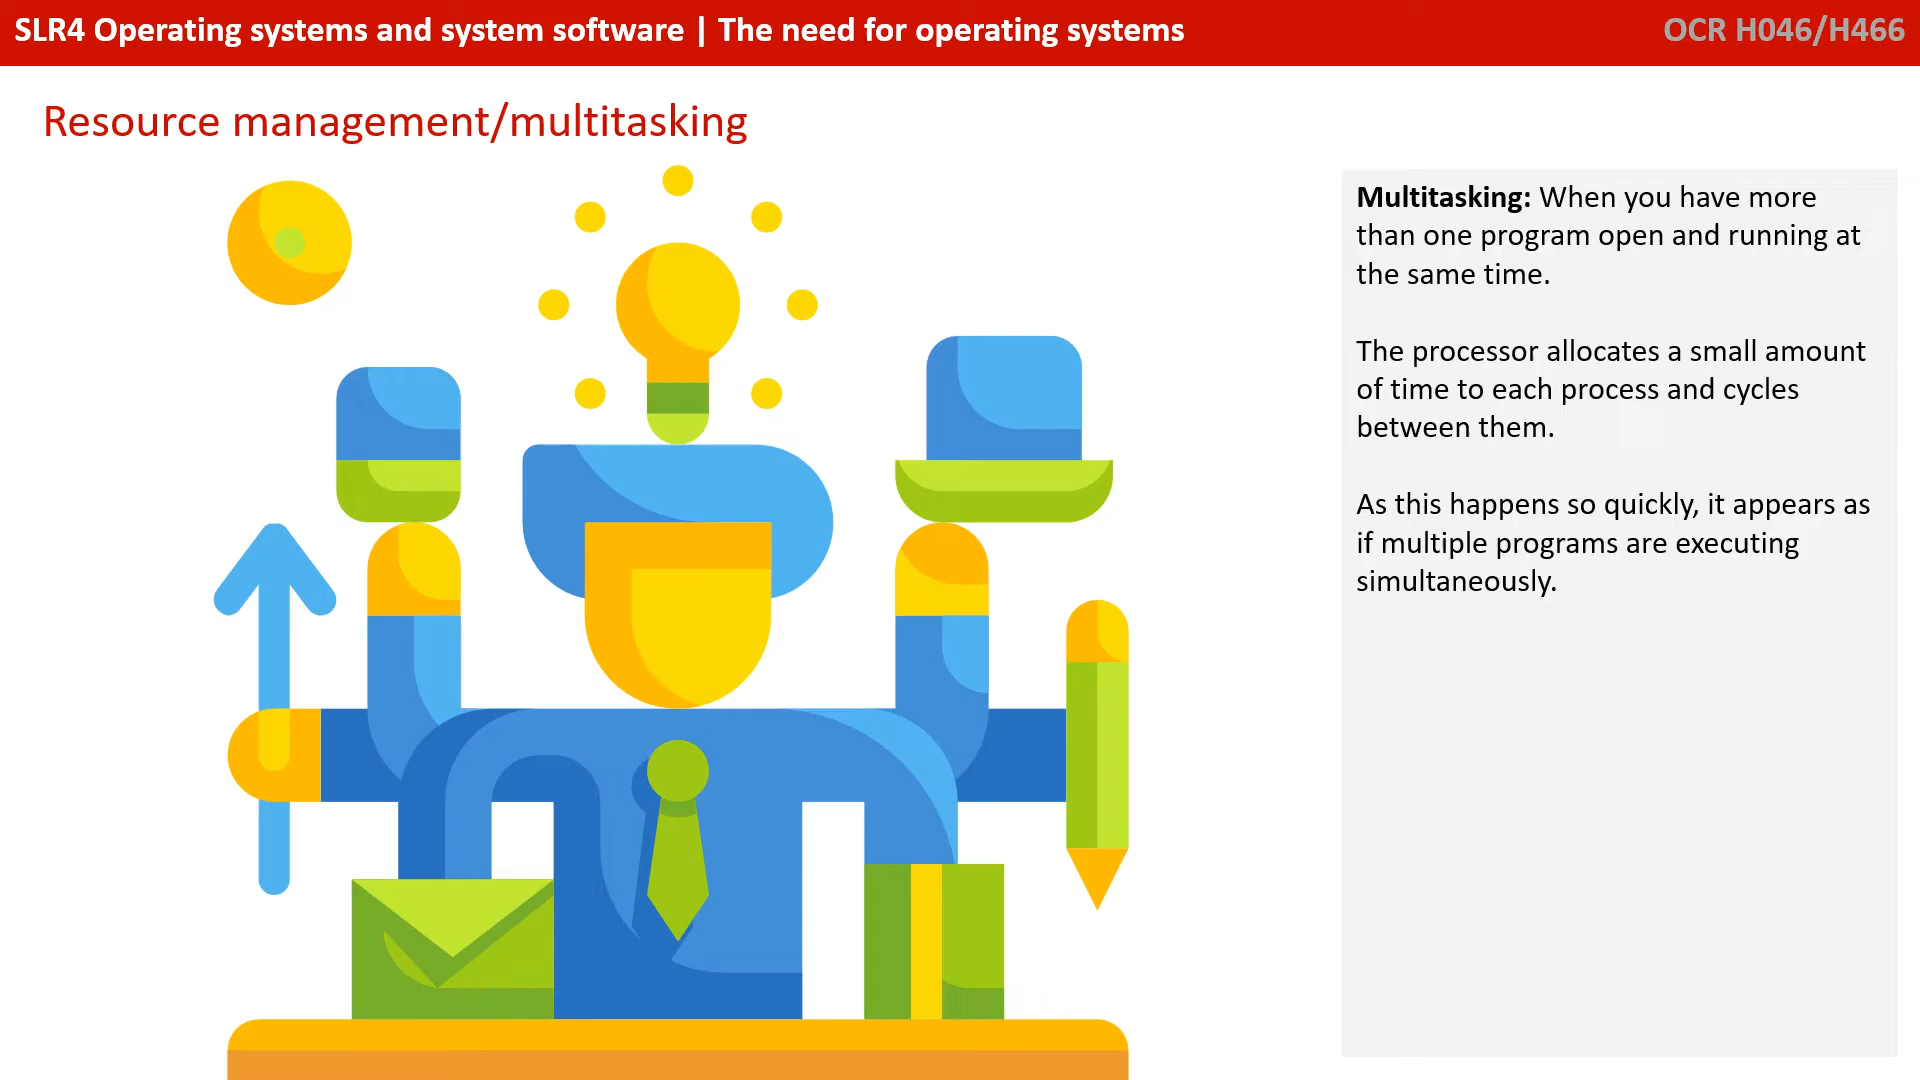 SLR4 Operating systems and system software | The need for operating systems
OCR H046/H466
Resource management/multitasking
Multitasking: When you have more
than one program open and running at
the same time.
The processor allocates a small amount
of time to each process and cycles
between them.
As this happens so quickly, it appears as
if multiple programs are executing
simultaneously.